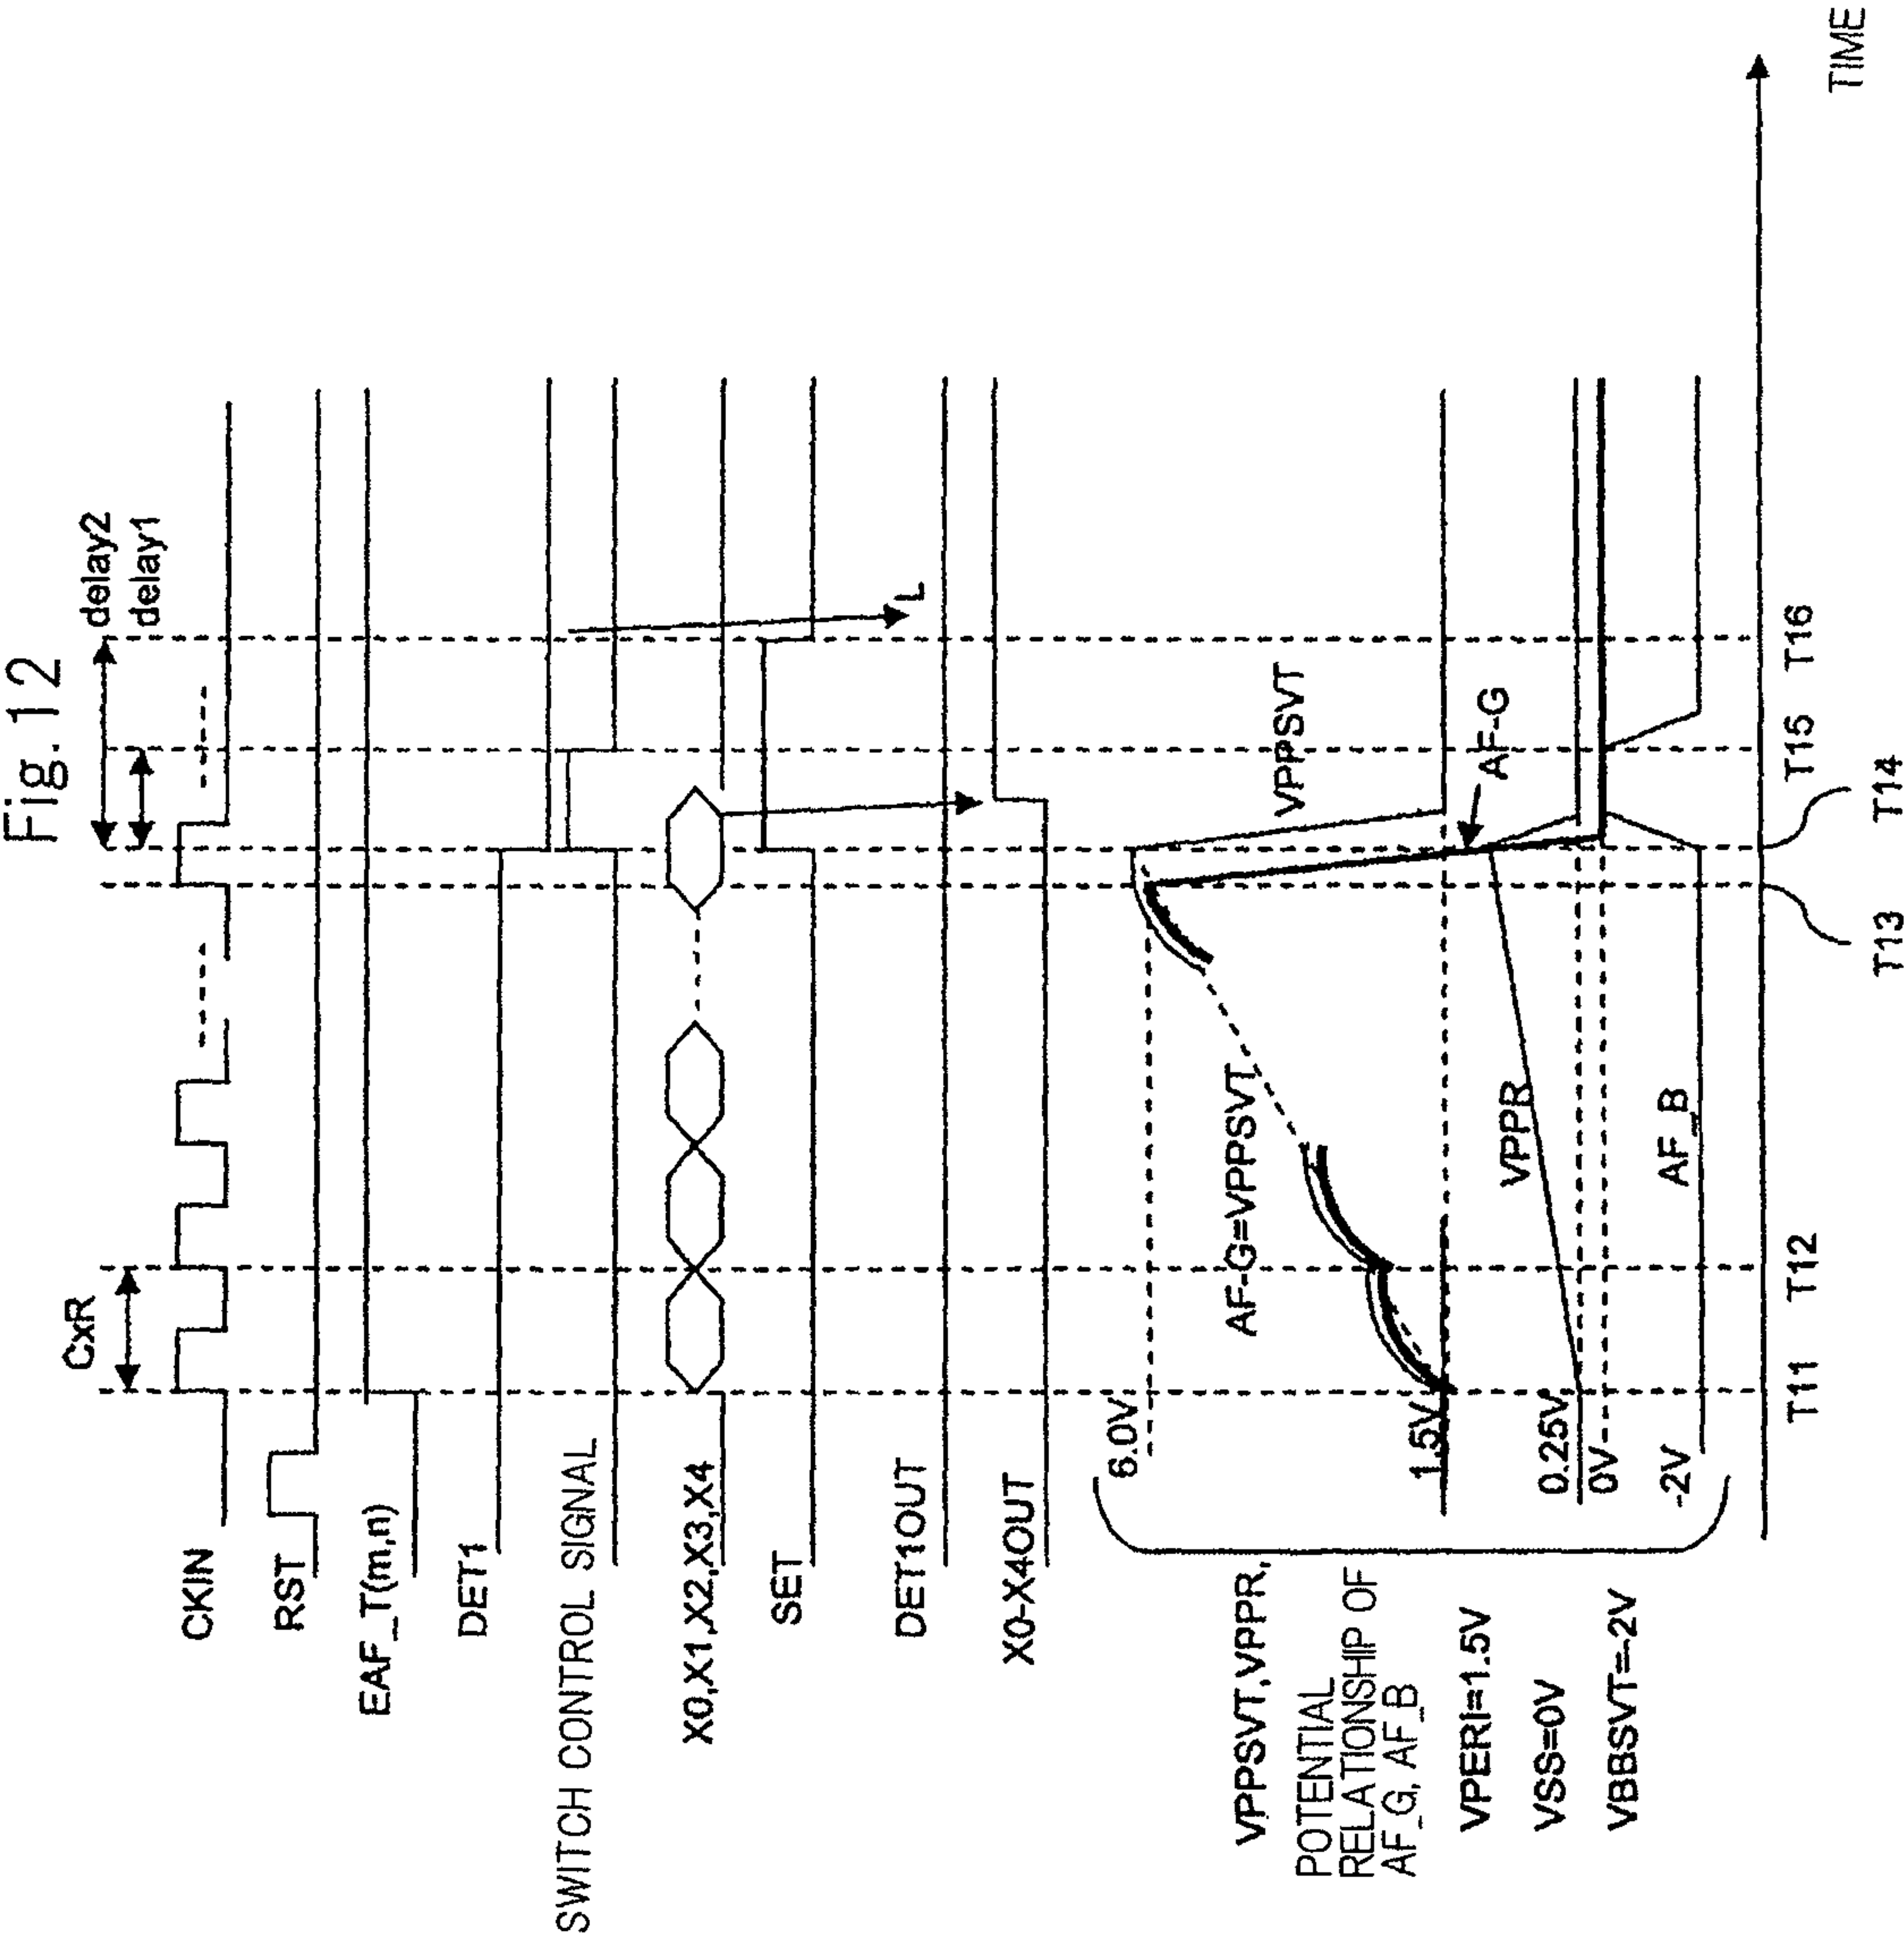 Fig.12
delay2
delay1
CxR
CKIN
RST
EAF_T(m,n)
DET1
SWITCH CONTROL SIGNAL
X0,X1,X2,X3,X4
SET
DET1OUT
L
X0-X4OUT
VPPSVT,VPPR,
POTENTIAL
RELATIONSHIP OF
AF_G, AF_B
VPERI=1.5V
VSS=0V
VBBSVT=-2V
6.0V
1.5V
0.25V
0V
-2V
AF-G=VPPSVT
VPPSVT
AF-G
VPPR
AF_B
T11
T12
T13
T14
T15
T16
TIME